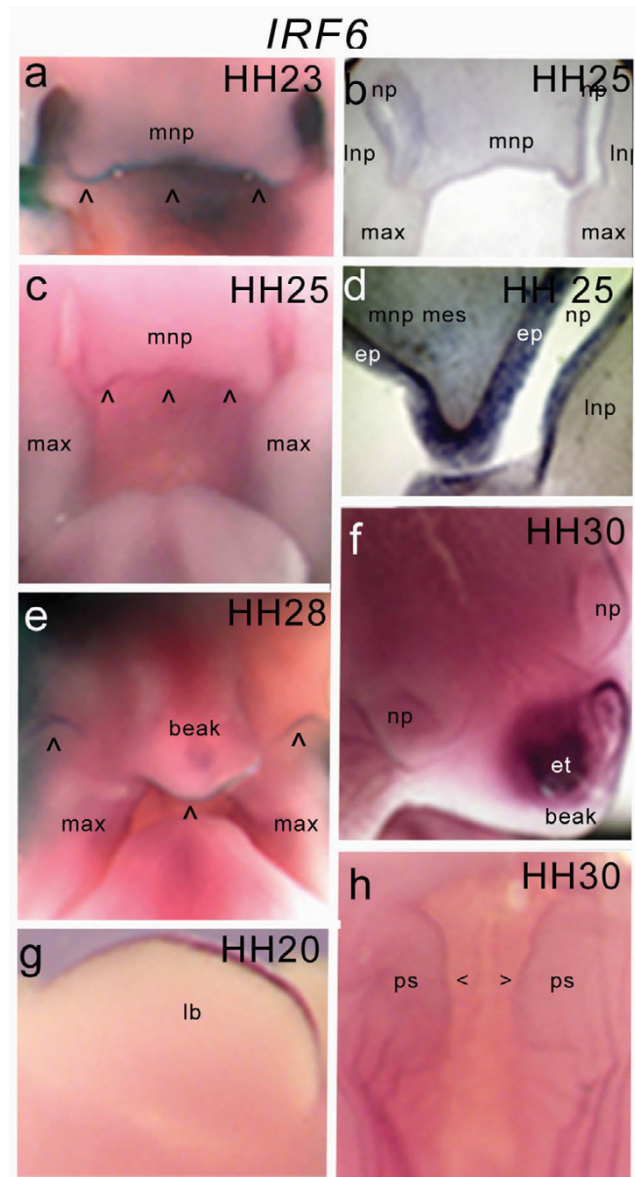 IRF6
a HH23
mnp
^ ^ ^
b HH25
np np
lnp mnp lnp
max max
c HH25
mnp
^ ^ ^
max max
d HH 25
mnp mes np
ep ep
lnp
e HH28
beak
^ ^
^
max max
f HH30
np
np
et
beak
g HH20
lb
h HH30
ps < > ps